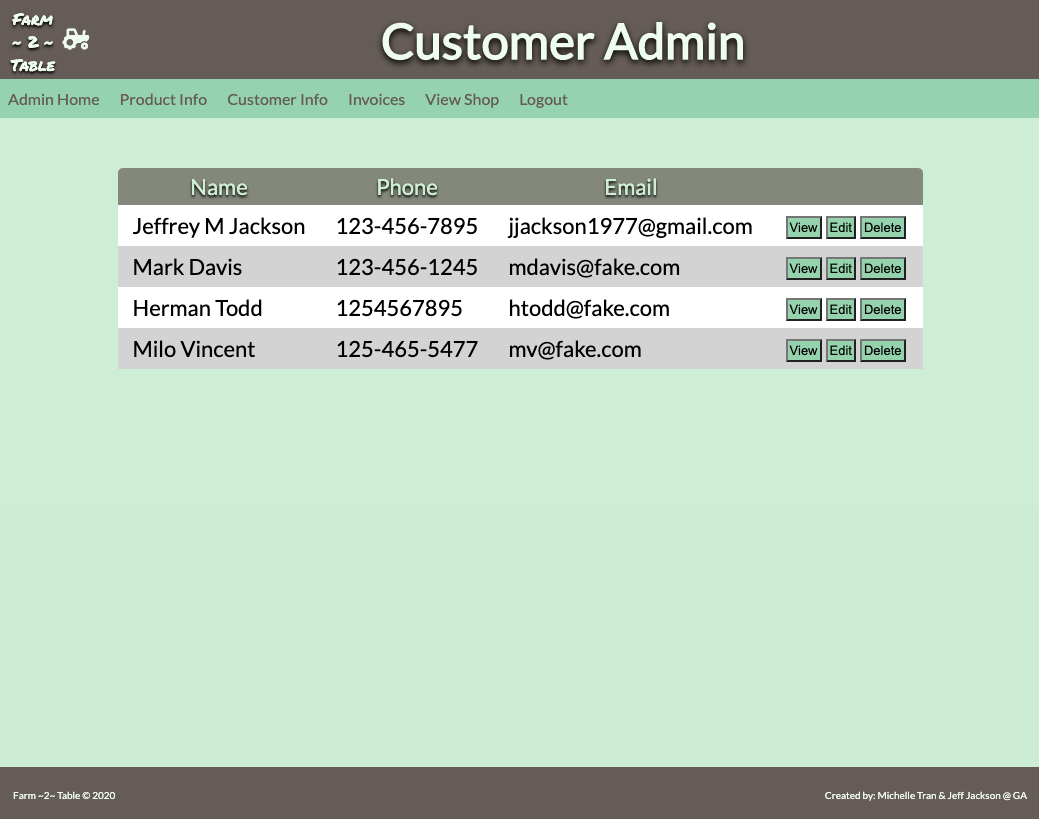 Farm
~ 2 ~
Table
Customer Admin
Admin Home Product Info Customer Info Invoices View Shop Logout
Name Phone Email
Jeffrey M Jackson 123-456-7895 jjackson1977@gmail.com View Edit Delete
Mark Davis 123-456-1245 mdavis@fake.com View Edit Delete
Herman Todd 1254567895 htodd@fake.com View Edit Delete
Milo Vincent 125-465-5477 mv@fake.com View Edit Delete
Farm ~2~ Table © 2020 Created by: Michelle Tran & Jeff Jackson @ GA